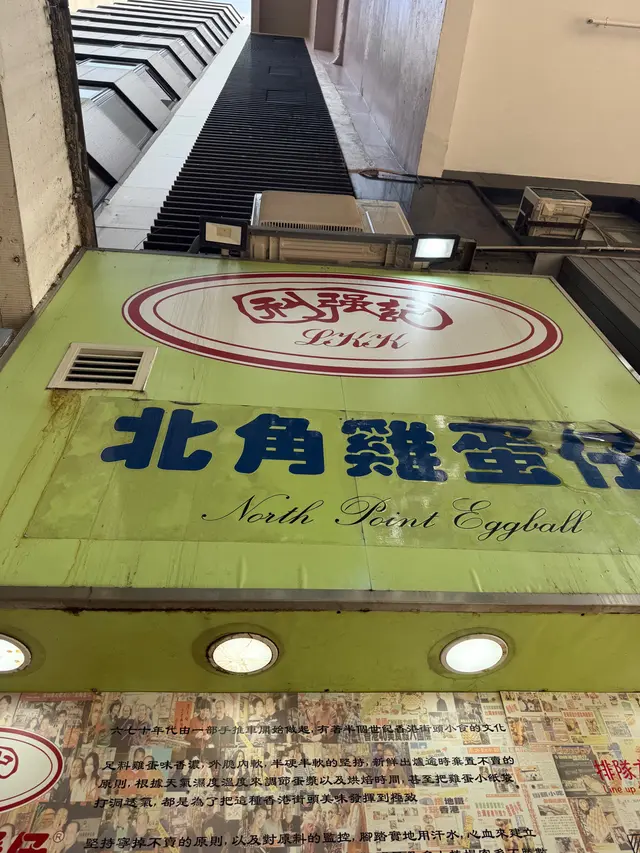 利强記
LKK
北角雞蛋仔
North Point Eggball
六七十年代由一部手推車開始做起,有著半個世紀香港街頭小食的文化
足料雞蛋味香濃,外脆內軟,半硬半軟的堅持,新鮮出爐逾時棄置不賣的
原則,根據天氣濕度溫度來調節蛋漿以及烘焙時間,甚至把雞蛋小紙袋
打洞透氣,都是為了把這種香港街頭美味發揮到極致
堅持寧掉不賣的原則,以及對原料的監控,腳踏實地用汗水,心血來建立
記
排隊
ine up